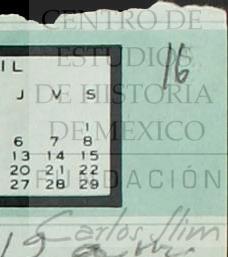 CENTRO DE
ESTUDIOS
DE HISTORIA
DE MÉXICO
FUNDACIÓN
Carlos Slim
16
IL
J V S
1
6 7 8
13 14 15
20 21 22
27 28 29